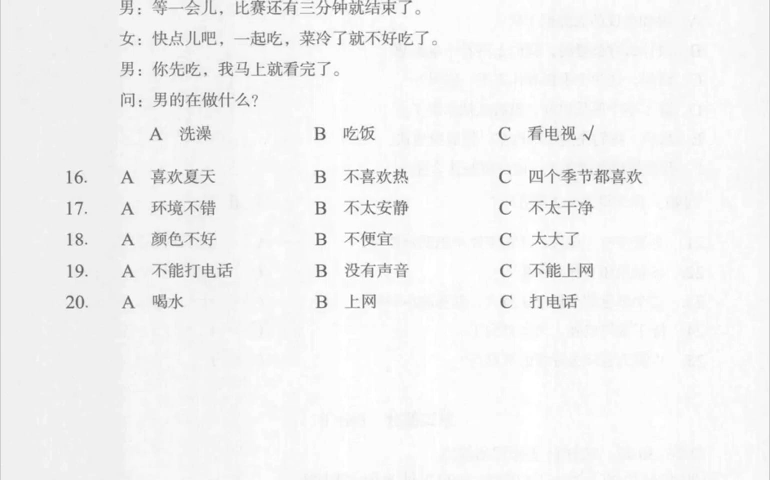 男：等一会儿，比赛还有三分钟就结束了。
女：快点儿吧，一起吃，菜冷了就不好吃了。
男：你先吃，我马上就看完了。
问：男的在做什么？
A 洗澡 B 吃饭 C 看电视 √
16. A 喜欢夏天 B 不喜欢热 C 四个季节都喜欢
17. A 环境不错 B 不太安静 C 不太干净
18. A 颜色不好 B 不便宜 C 太大了
19. A 不能打电话 B 没有声音 C 不能上网
20. A 喝水 B 上网 C 打电话